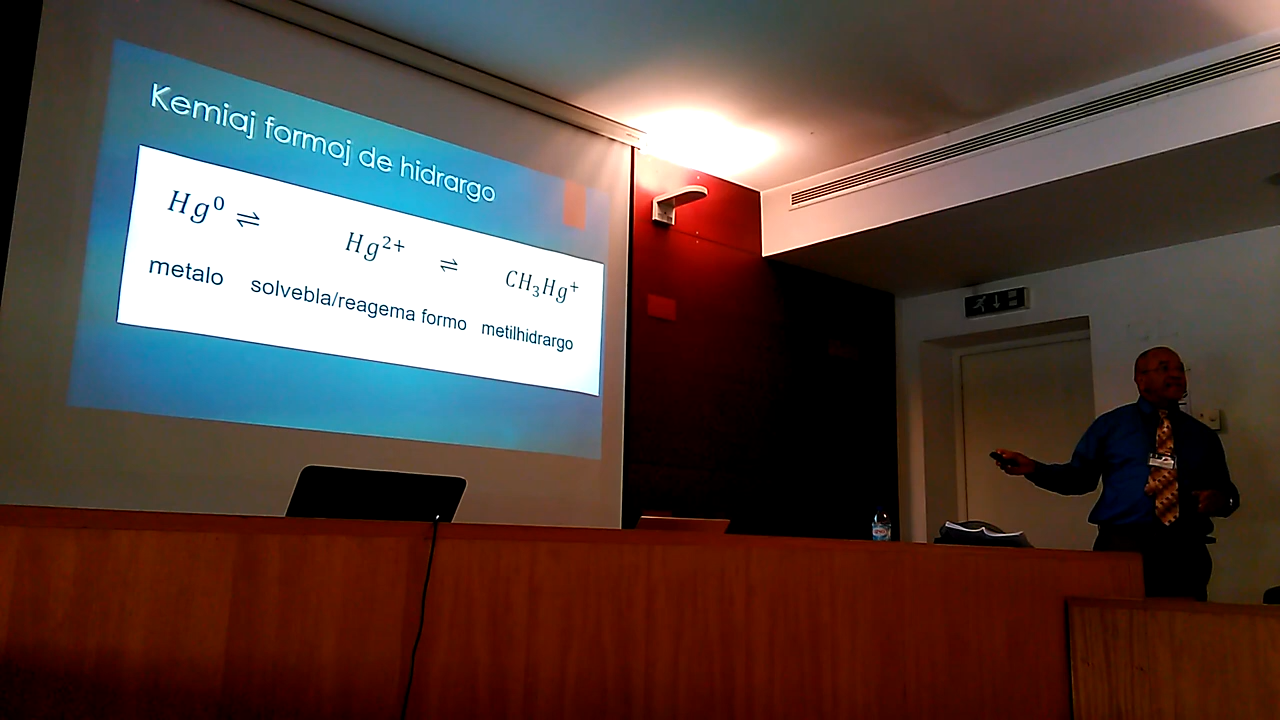 Kemiaj formoj de hidrargo
Hg⁰ ⇌ Hg²⁺ ⇌ CH₃Hg⁺
metalo solvebla/reagema formo metilhidrargo